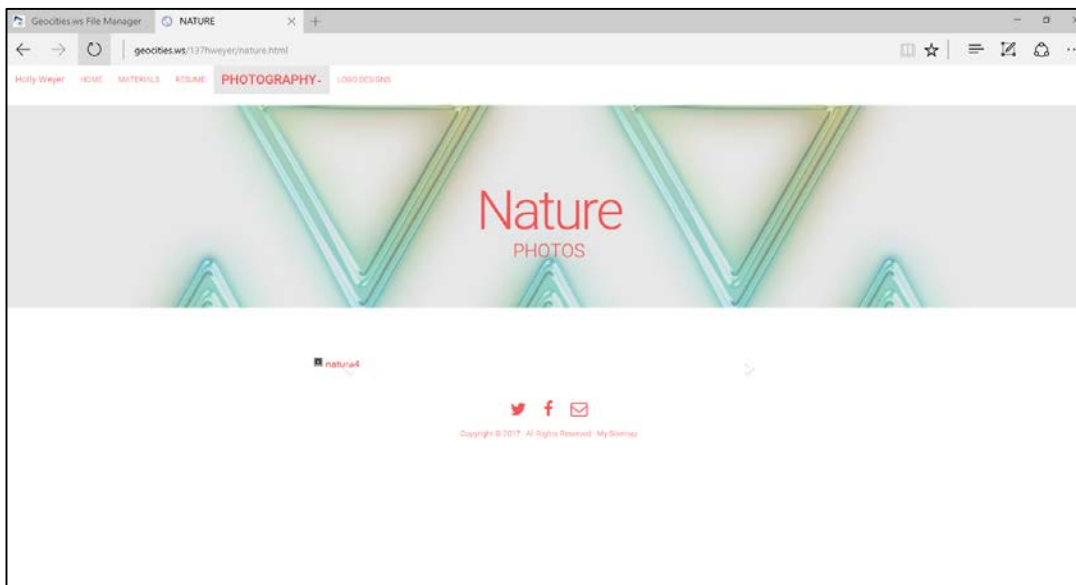 Geocities.ws File Manager NATURE
geocities.ws/137hweyer/nature.html
Holly Weyer HOME MATERIALS RESUME PHOTOGRAPHY LOGO DESIGNS
Nature
PHOTOS
nature4
Copyright © 2017 All Rights Reserved My Sitemap